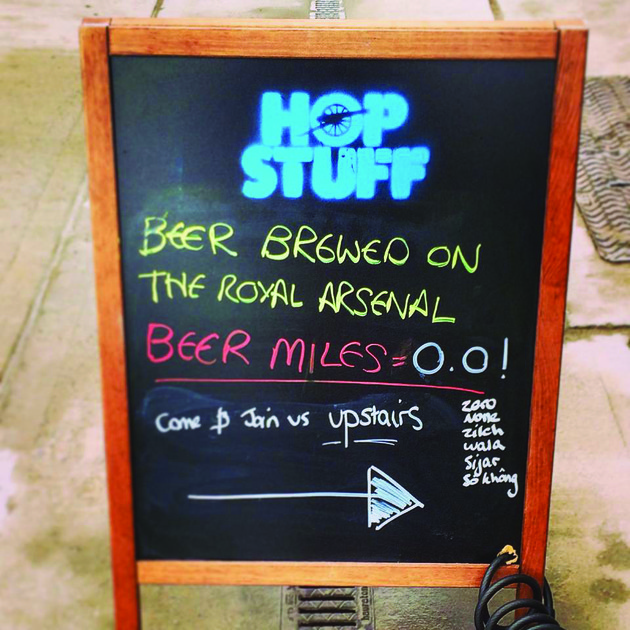 HOP
STUFF
BEER BREWED ON
THE ROYAL ARSENAL
BEER MILES = 0.0!
Come & Join us upstairs
zero
None
zilch
wala
Sijar
số không